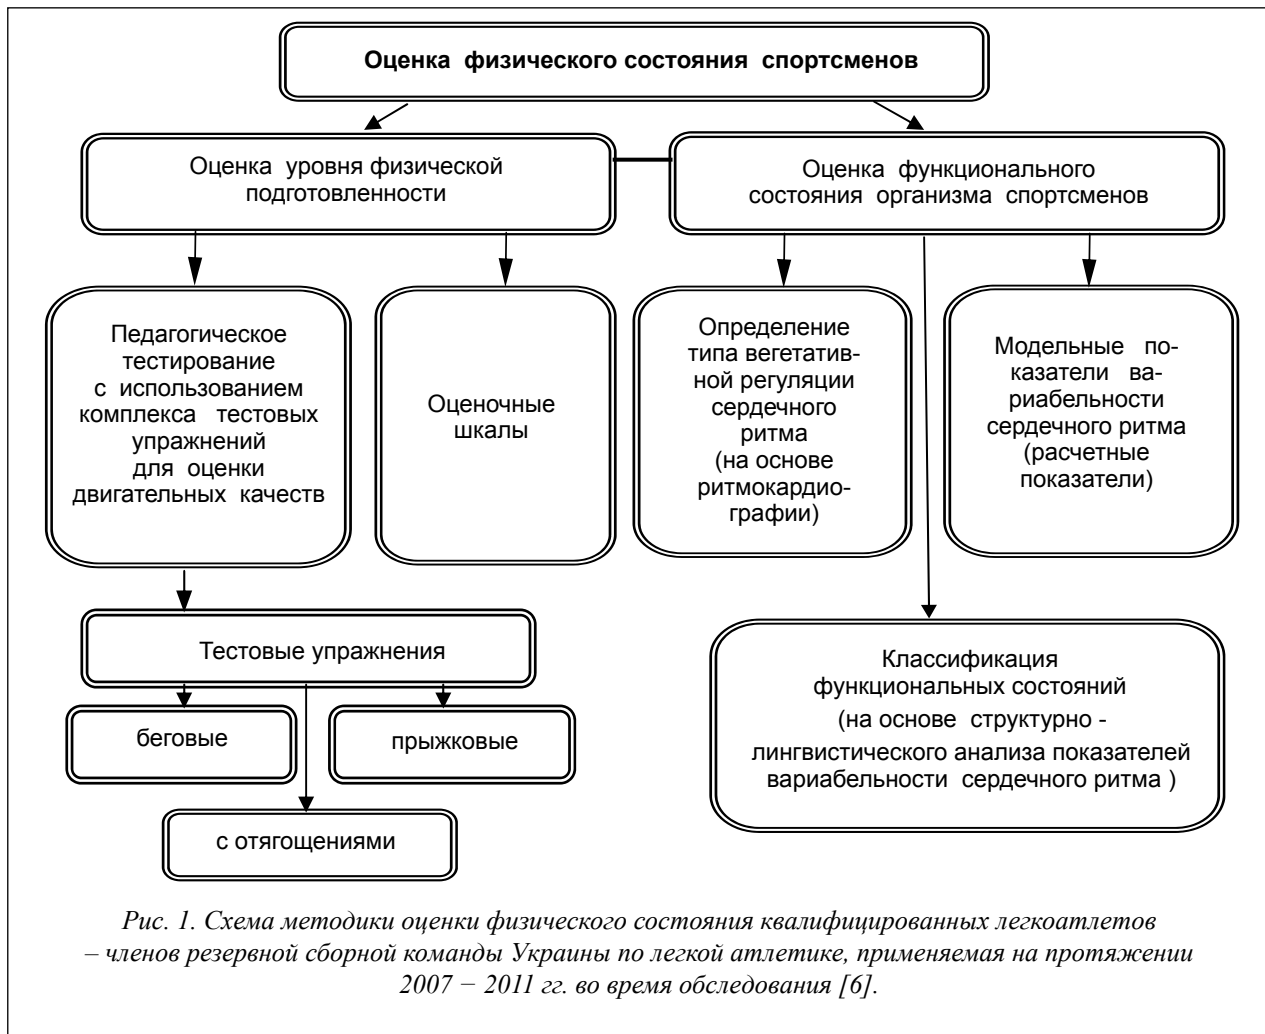 Оценка физического состояния спортсменов
Оценка уровня физической
подготовленности
Оценка функционального
состояния организма спортсменов
Педагогическое
тестирование
с использованием
комплекса тестовых
упражнений
для оценки
двигательных качеств
Оценочные
шкалы
Определение
типа вегетатив-
ной регуляции
сердечного
ритма
(на основе
ритмокардио-
графии)
Модельные по-
казатели ва-
риабельности
сердечного ритма
(расчетные
показатели)
Тестовые упражнения
беговые
прыжковые
с отягощениями
Классификация
функциональных состояний
(на основе структурно -
лингвистического анализа показателей
вариабельности сердечного ритма )
Рис. 1. Схема методики оценки физического состояния квалифицированных легкоатлетов
– членов резервной сборной команды Украины по легкой атлетике, применяемая на протяжении
2007 − 2011 гг. во время обследования [6].